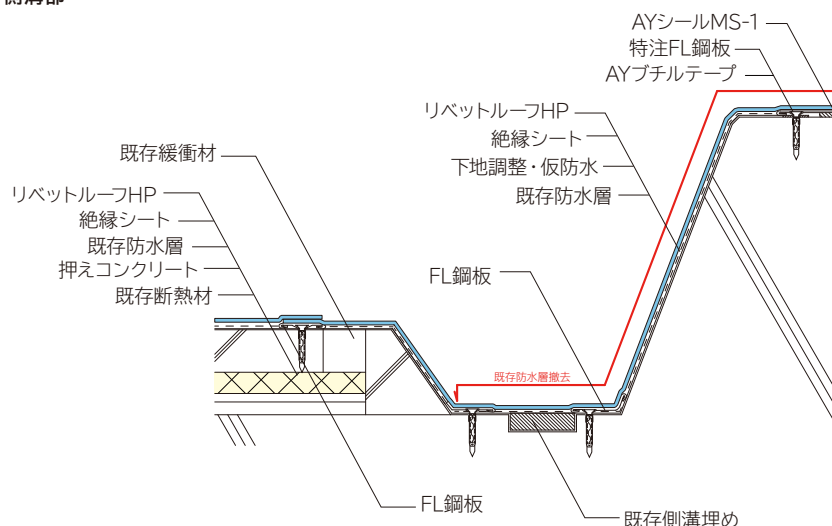 側溝部
AYシールMS-1
特注FL鋼板
AYブチルテープ
リベットルーフHP
絶縁シート
下地調整・仮防水
既存防水層
既存緩衝材
リベットルーフHP
絶縁シート
既存防水層
押えコンクリート
既存断熱材
FL鋼板
既存防水層撤去
FL鋼板
既存側溝埋め